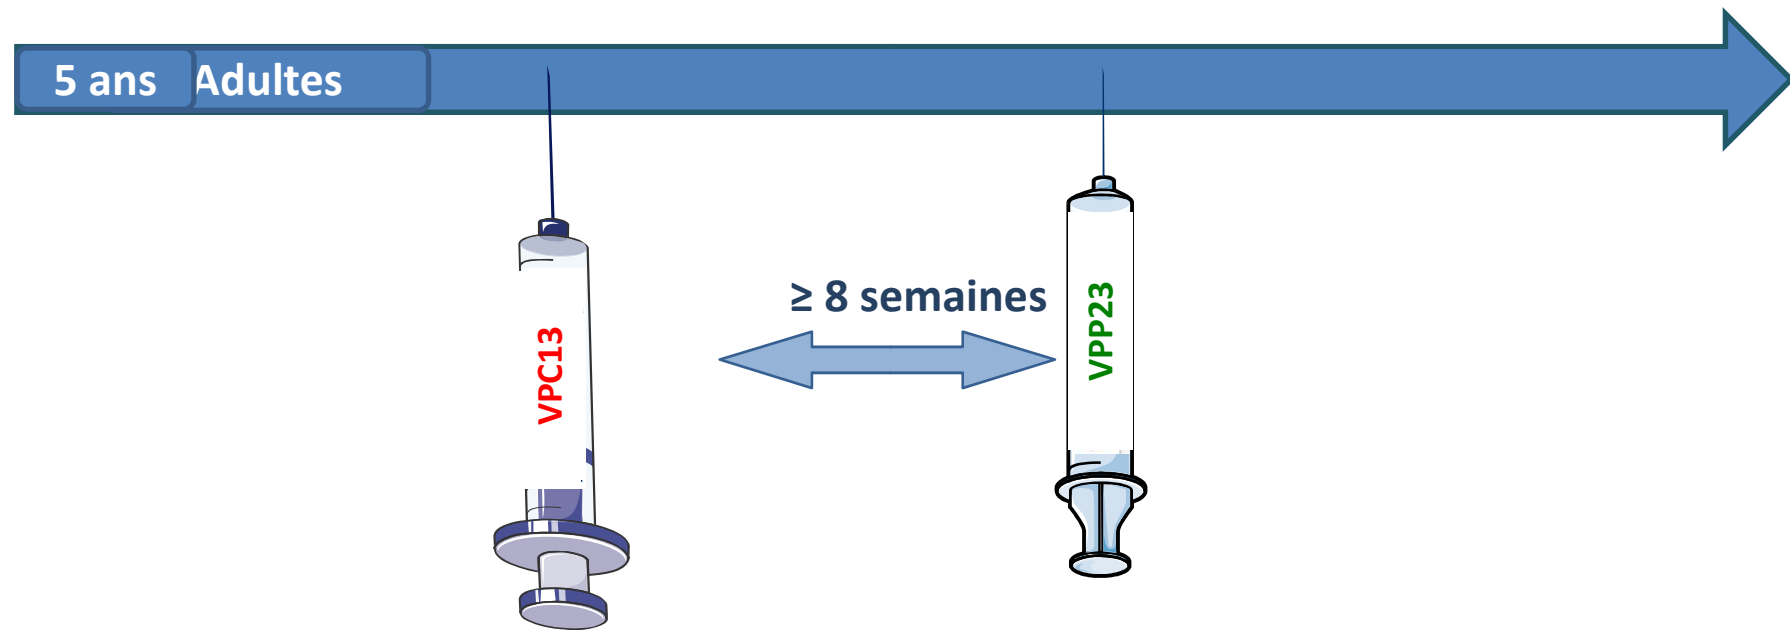 5 ans
Adultes
≥ 8 semaines
VPC13
VPP23